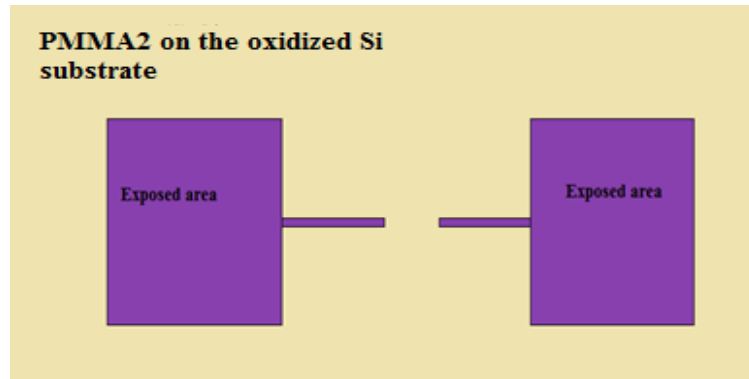 PMMA2 on the oxidized Si
substrate
Exposed area
Exposed area